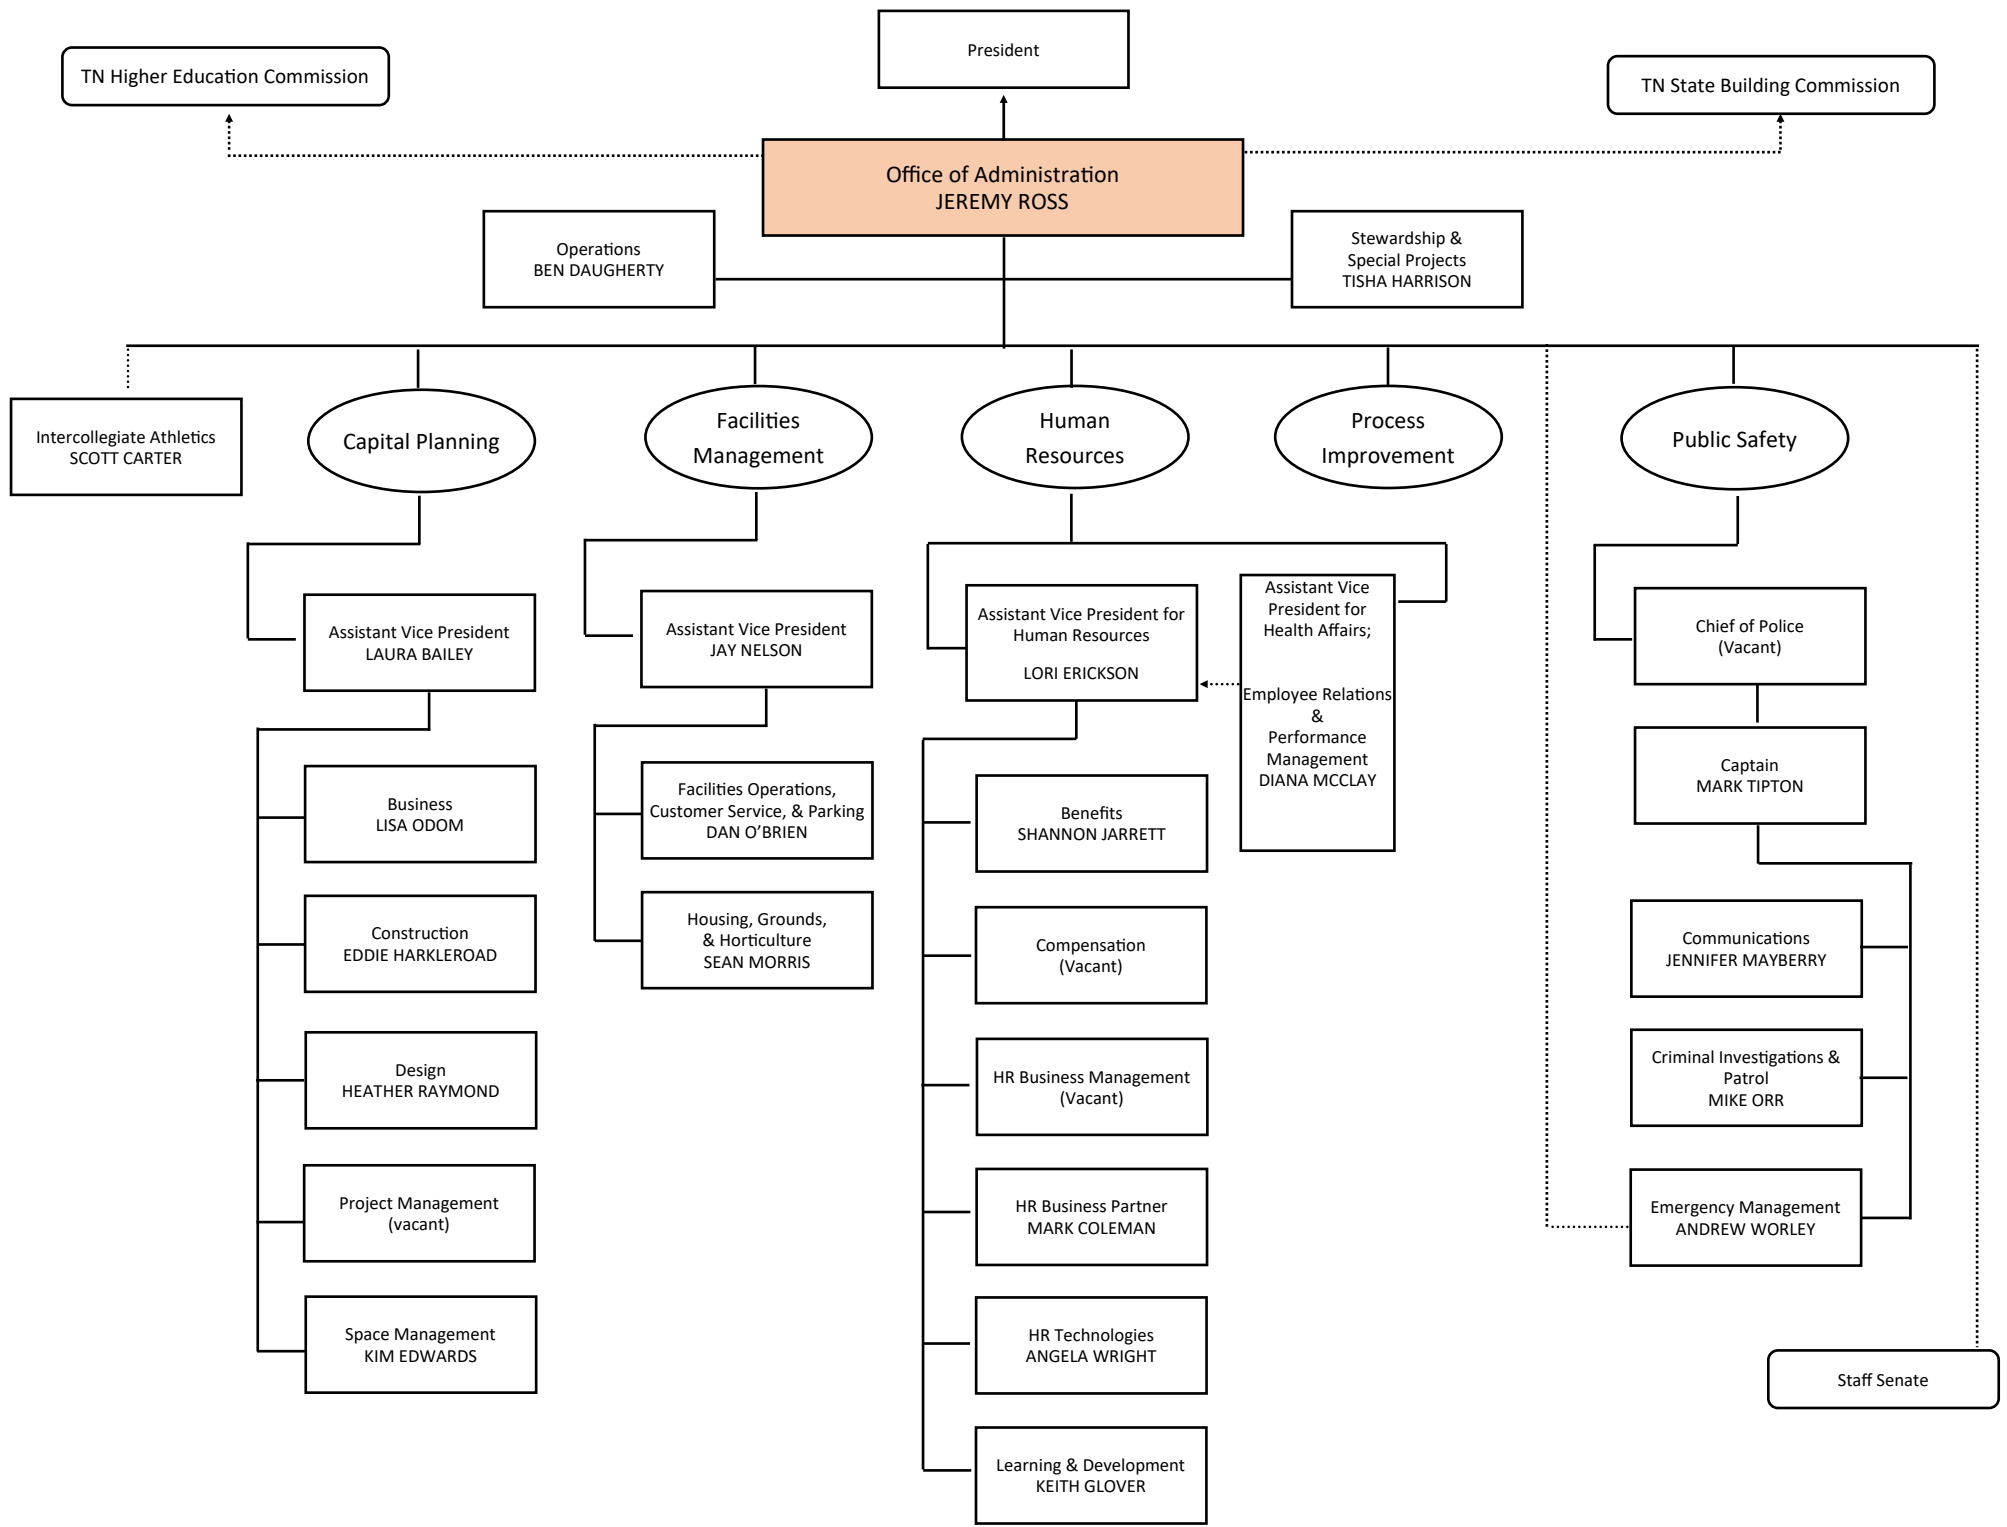 President
TN Higher Education Commission
TN State Building Commission
Office of Administration
JEREMY ROSS
Operations
BEN DAUGHERTY
Stewardship &
Special Projects
TISHA HARRISON
Intercollegiate Athletics
SCOTT CARTER
Capital Planning
Facilities
Management
Human
Resources
Process
Improvement
Public Safety
Assistant Vice President
LAURA BAILEY
Business
LISA ODOM
Construction
EDDIE HARKLEROAD
Design
HEATHER RAYMOND
Project Management
(vacant)
Space Management
KIM EDWARDS
Assistant Vice President
JAY NELSON
Facilities Operations,
Customer Service, & Parking
DAN O’BRIEN
Housing, Grounds,
& Horticulture
SEAN MORRIS
Assistant Vice President for
Human Resources
LORI ERICKSON
Assistant Vice
President for
Health Affairs;
Employee Relations
&
Performance
Management
DIANA MCCLAY
Benefits
SHANNON JARRETT
Compensation
(Vacant)
HR Business Management
(Vacant)
HR Business Partner
MARK COLEMAN
HR Technologies
ANGELA WRIGHT
Learning & Development
KEITH GLOVER
Chief of Police
(Vacant)
Captain
MARK TIPTON
Communications
JENNIFER MAYBERRY
Criminal Investigations &
Patrol
MIKE ORR
Emergency Management
ANDREW WORLEY
Staff Senate